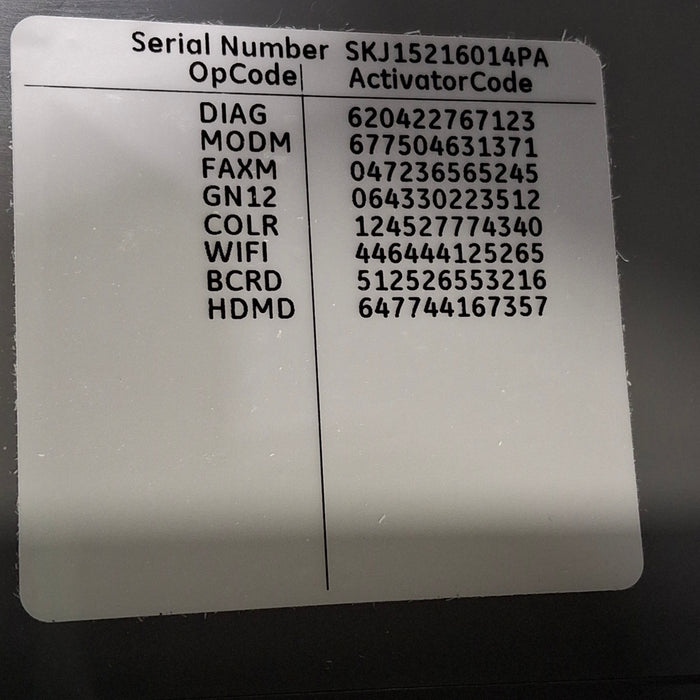 Serial Number SKJ15216014PA
OpCode ActivatorCode
DIAG 620422767123
MODM 677504631371
FAXM 047236565245
GN12 064330223512
COLR 124527774340
WIFI 446444125265
BCRD 512526553216
HDMD 647744167357